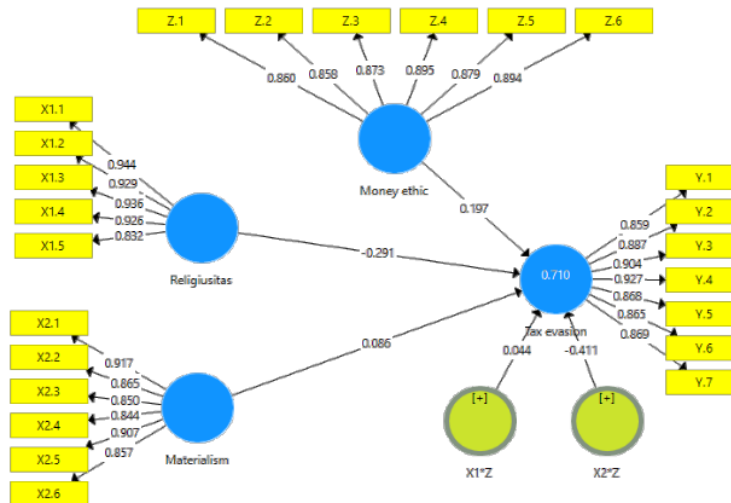 Z.1 Z.2 Z.3 Z.4 Z.5 Z.6
0.860 0.858 0.873 0.895 0.879 0.894
Money ethic
X1.1
X1.2
X1.3
X1.4
X1.5
0.944
0.929
0.936
0.926
0.832
Religiusitas
0.197
-0.291
0.086
X2.1
X2.2
X2.3
X2.4
X2.5
X2.6
0.917
0.865
0.850
0.844
0.907
0.857
Materialism
0.710
Tax evasion
0.859
0.887
0.904
0.927
0.868
0.865
0.869
Y.1
Y.2
Y.3
Y.4
Y.5
Y.6
Y.7
0.044 -0.411
[+] [+]
X1*Z X2*Z